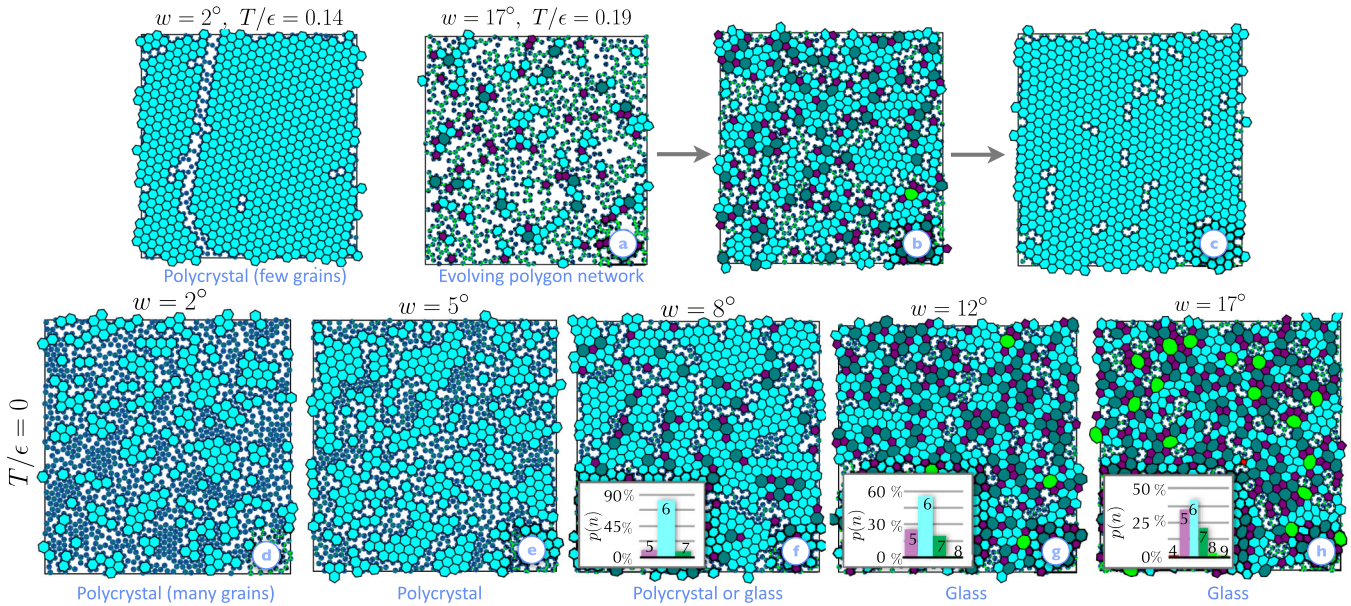 w = 2°, T/ϵ = 0.14
w = 17°, T/ϵ = 0.19
a
b
c
Polycrystal (few grains)
Evolving polygon network
w = 2°
w = 5°
w = 8°
w = 12°
w = 17°
T/ϵ = 0
d
e
90%
45%
0%
p(n)
5
6
7
f
60 %
30 %
0 %
p(n)
5
6
7
8
g
50 %
25 %
0%
p(n)
4
5
6
7
8
9
h
Polycrystal (many grains)
Polycrystal
Polycrystal or glass
Glass
Glass